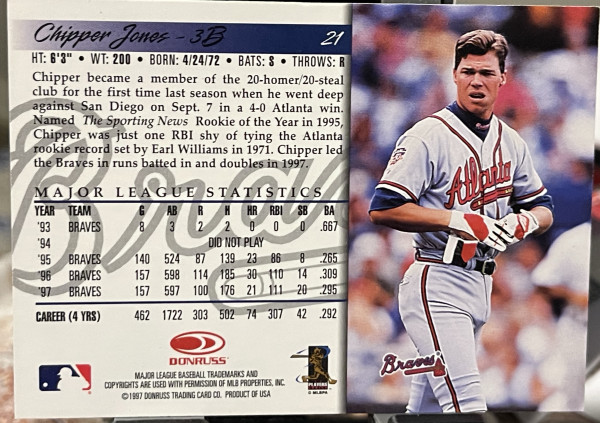 Chipper Jones - 3B 21
HT: 6'3" • WT: 200 • BORN: 4/24/72 • BATS: S • THROWS: R
Chipper became a member of the 20-homer/20-steal
club for the first time last season when he went deep
against San Diego on Sept. 7 in a 4-0 Atlanta win.
Named The Sporting News Rookie of the Year in 1995,
Chipper was just one RBI shy of tying the Atlanta
rookie record set by Earl Williams in 1971. Chipper led
the Braves in runs batted in and doubles in 1997.
MAJOR LEAGUE STATISTICS
YEAR TEAM G AB R H HR RBI SB BA
'93 BRAVES 8 3 2 2 0 0 0 .667
'94 DID NOT PLAY
'95 BRAVES 140 524 87 139 23 86 8 .265
'96 BRAVES 157 598 114 185 30 110 14 .309
'97 BRAVES 157 597 100 176 21 111 20 .295
CAREER (4 YRS) 462 1722 303 502 74 307 42 .292
DONRUSS
MAJOR LEAGUE BASEBALL TRADEMARKS AND
COPYRIGHTS ARE USED WITH PERMISSION OF MLB PROPERTIES, INC.
©1997 DONRUSS TRADING CARD CO. PRODUCT OF USA
PLAYERS
© MLBPA
Braves
Atlanta
Braves